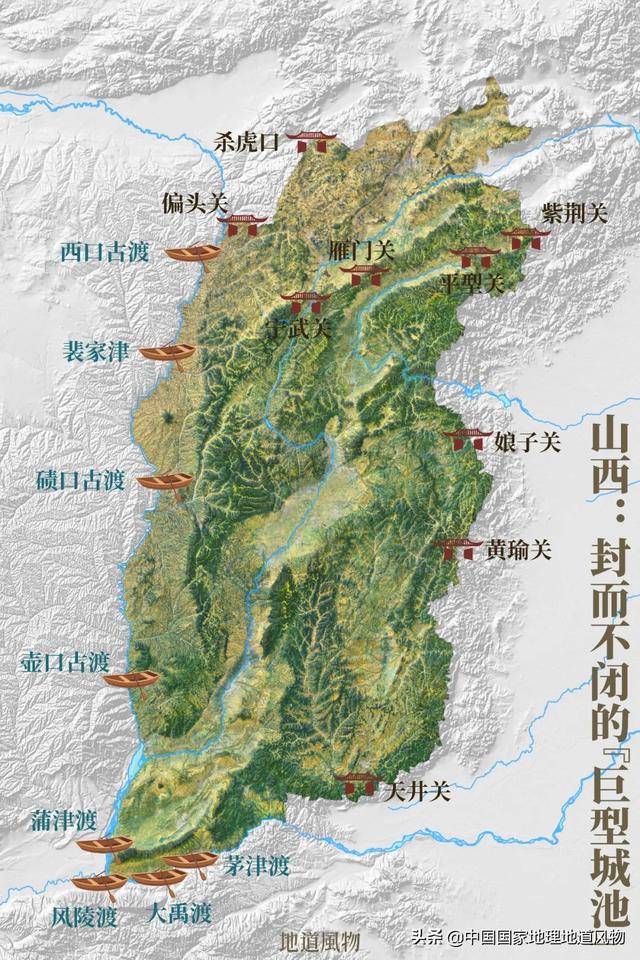 杀虎口
偏头关
紫荆关
西口古渡
雁门关
平型关
宁武关
裴家津
娘子关
碛口古渡
黄瑜关
壶口古渡
天井关
蒲津渡
茅津渡
风陵渡
大禹渡
山西：封而不闭的『巨型城池』
地道風物
头条 @中国国家地理地道风物